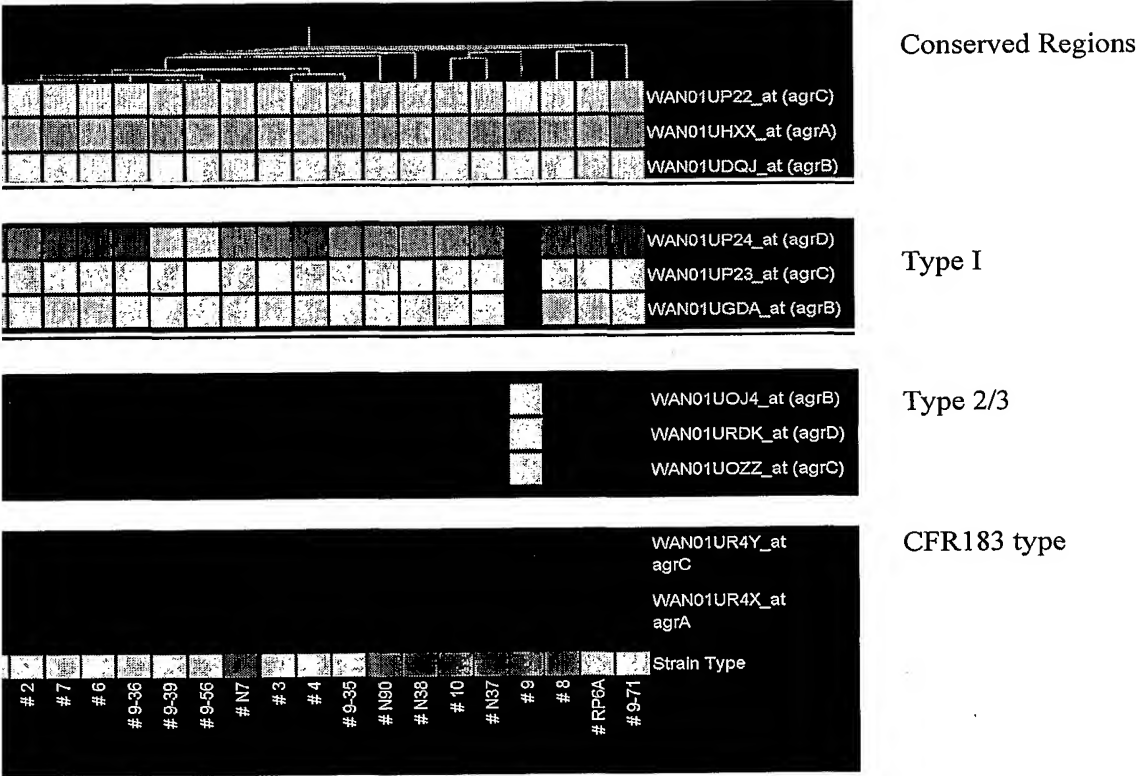 Conserved Regions
WAN01UP22_at (agrC)
WAN01UHXX_at (agrA)
WAN01UDQJ_at (agrB)
Type I
WAN01UP24_at (agrD)
WAN01UP23_at (agrC)
WAN01UGDA_at (agrB)
Type 2/3
WAN01UOJ4_at (agrB)
WAN01URDK_at (agrD)
WAN01UOZZ_at (agrC)
CFR183 type
WAN01UR4Y_at
agrC
WAN01UR4X_at
agrA
Strain Type
# 2
# 7
# 6
# 9-36
# 9-39
# 9-56
# N7
# 3
# 4
# 9-35
# N90
# N38
# 10
# N37
# 9
# 8
# RP6A
# 9-71